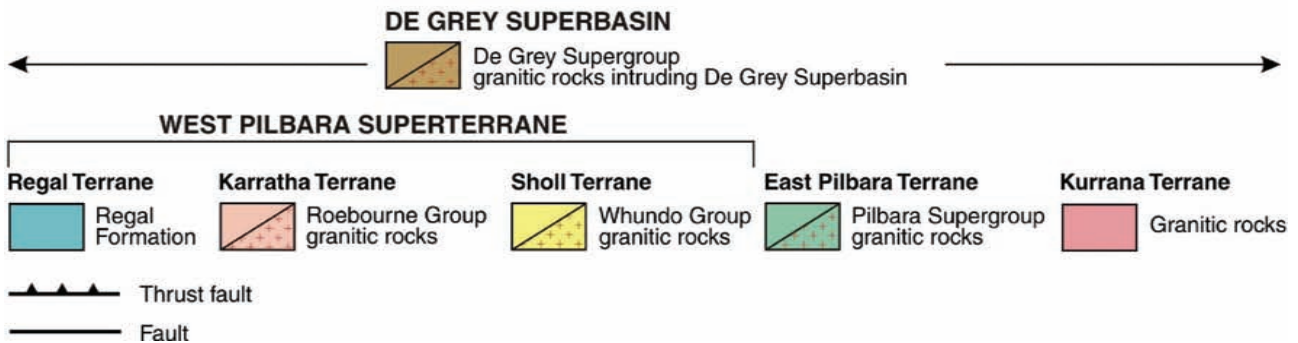 DE GREY SUPERBASIN
De Grey Supergroup
granitic rocks intruding De Grey Superbasin
WEST PILBARA SUPERTERRANE
Regal Terrane
Regal
Formation
Karratha Terrane
Roebourne Group
granitic rocks
Sholl Terrane
Whundo Group
granitic rocks
East Pilbara Terrane
Pilbara Supergroup
granitic rocks
Kurrana Terrane
Granitic rocks
Thrust fault
Fault